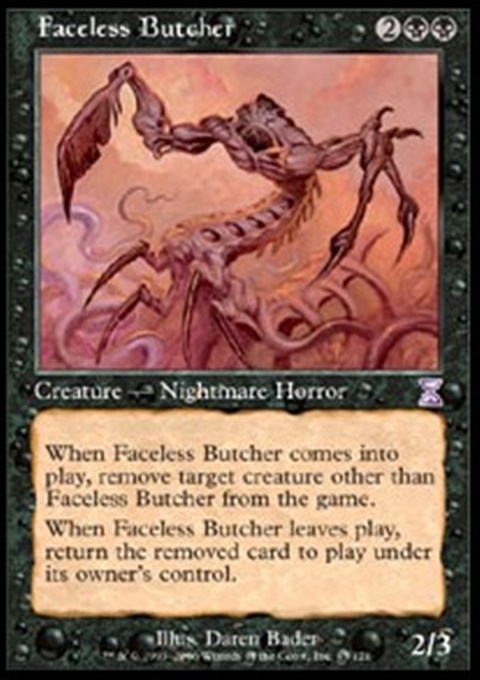 Faceless Butcher 2
Creature — Nightmare Horror
When Faceless Butcher comes into
play, remove target creature other than
Faceless Butcher from the game.
When Faceless Butcher leaves play,
return the removed card to play under
its owner's control.
Illus. Daren Bader
2/3